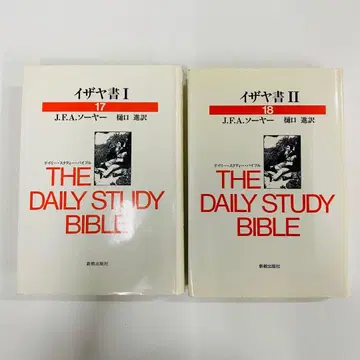 イザヤ書 I
17
J.F.A.ソーヤー 樋口 進訳
デイリー・スタディー・バイブル
THE
DAILY STUDY
BIBLE
新教出版社
イザヤ書 II
18
J.F.A.ソーヤー 樋口 進訳
デイリー・スタディー・バイブル
THE
DAILY STUDY
BIBLE
新教出版社